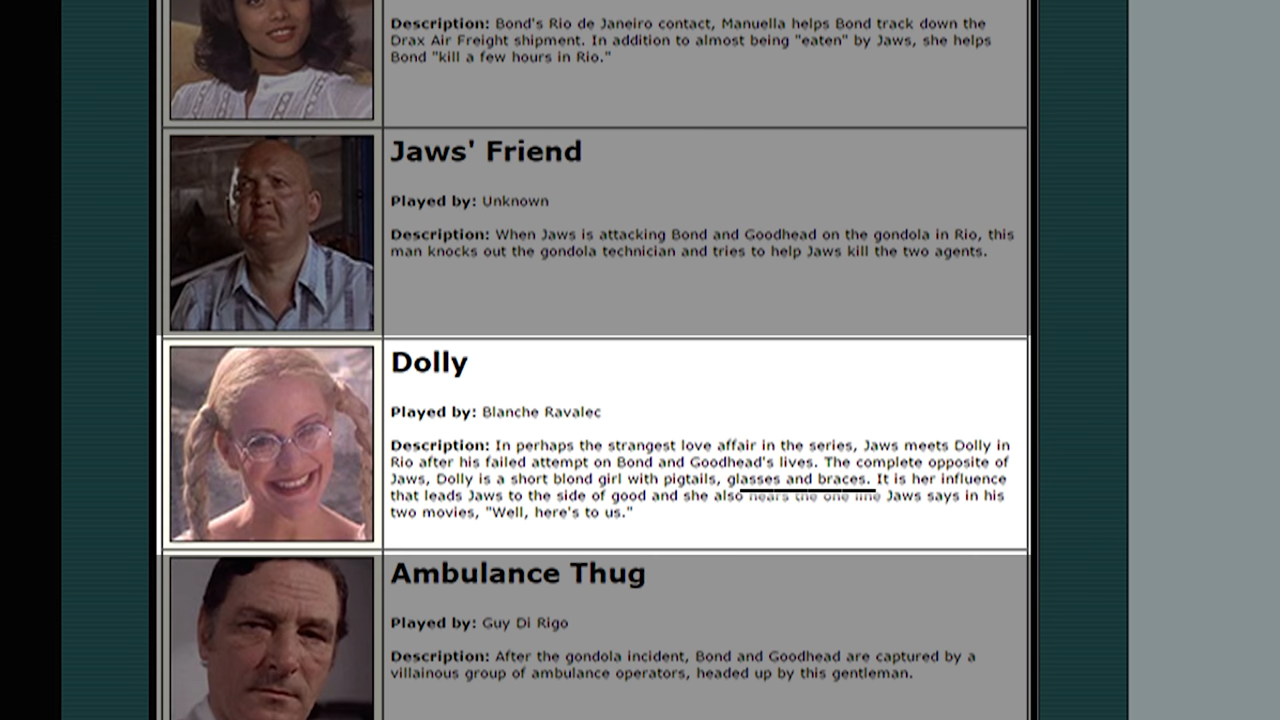 Description: Bond's Rio de Janeiro contact, Manuella helps Bond track down the
Drax Air Freight shipment. In addition to almost being "eaten" by Jaws, she helps
Bond "kill a few hours in Rio."
Jaws' Friend
Played by: Unknown
Description: When Jaws is attacking Bond and Goodhead on the gondola in Rio, this
man knocks out the gondola technician and tries to help Jaws kill the two agents.
Dolly
Played by: Blanche Ravalec
Description: In perhaps the strangest love affair in the series, Jaws meets Dolly in
Rio after his failed attempt on Bond and Goodhead's lives. The complete opposite of
Jaws, Dolly is a short blond girl with pigtails, glasses and braces. It is her influence
that leads Jaws to the side of good and she also hears the one line Jaws says in his
two movies, "Well, here's to us."
Ambulance Thug
Played by: Guy Di Rigo
Description: After the gondola incident, Bond and Goodhead are captured by a
villainous group of ambulance operators, headed up by this gentleman.